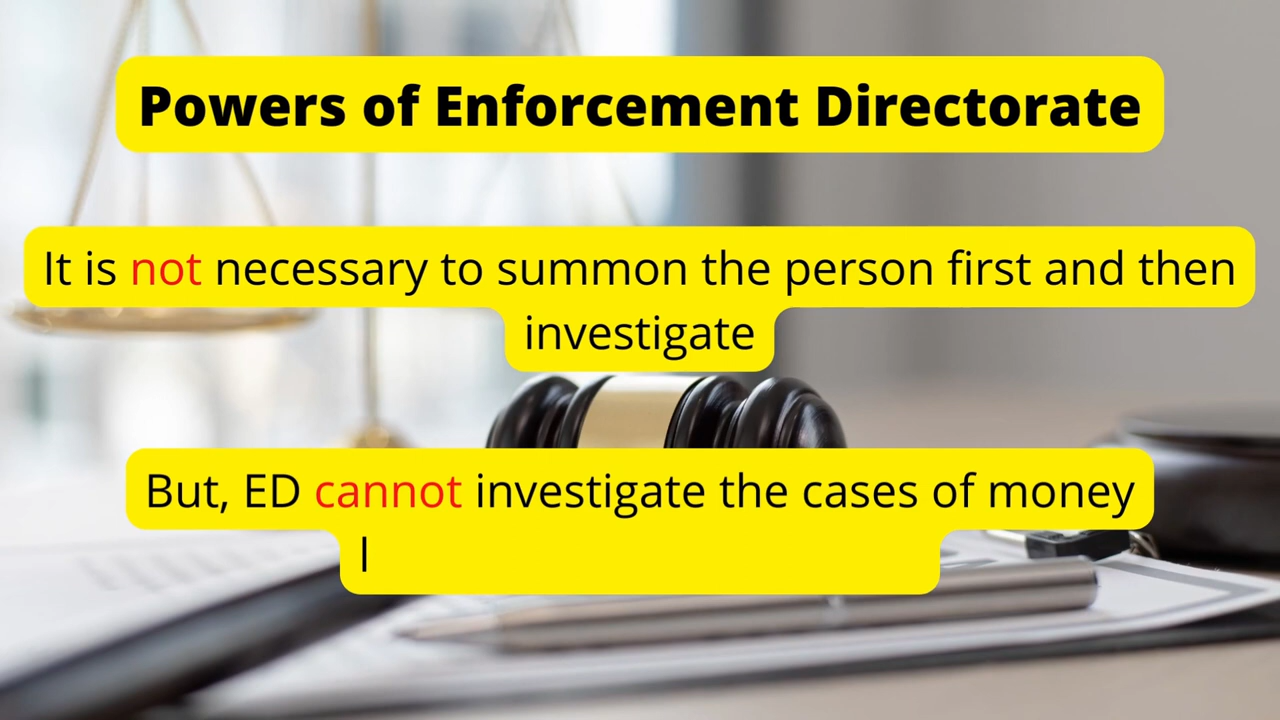 Powers of Enforcement Directorate
It is not necessary to summon the person first and then
investigate
But, ED cannot investigate the cases of money
l